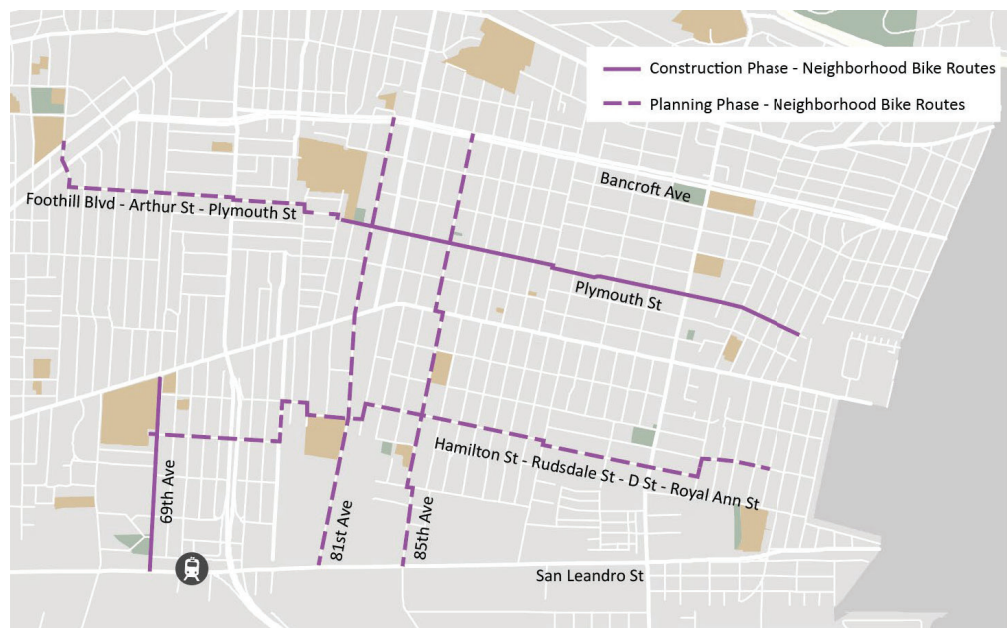 Construction Phase - Neighborhood Bike Routes
Planning Phase - Neighborhood Bike Routes
Bancroft Ave
Foothill Blvd - Arthur St - Plymouth St
Plymouth St
Hamilton St - Rudsdale St - D St - Royal Ann St
69th Ave
81st Ave
85th Ave
San Leandro St